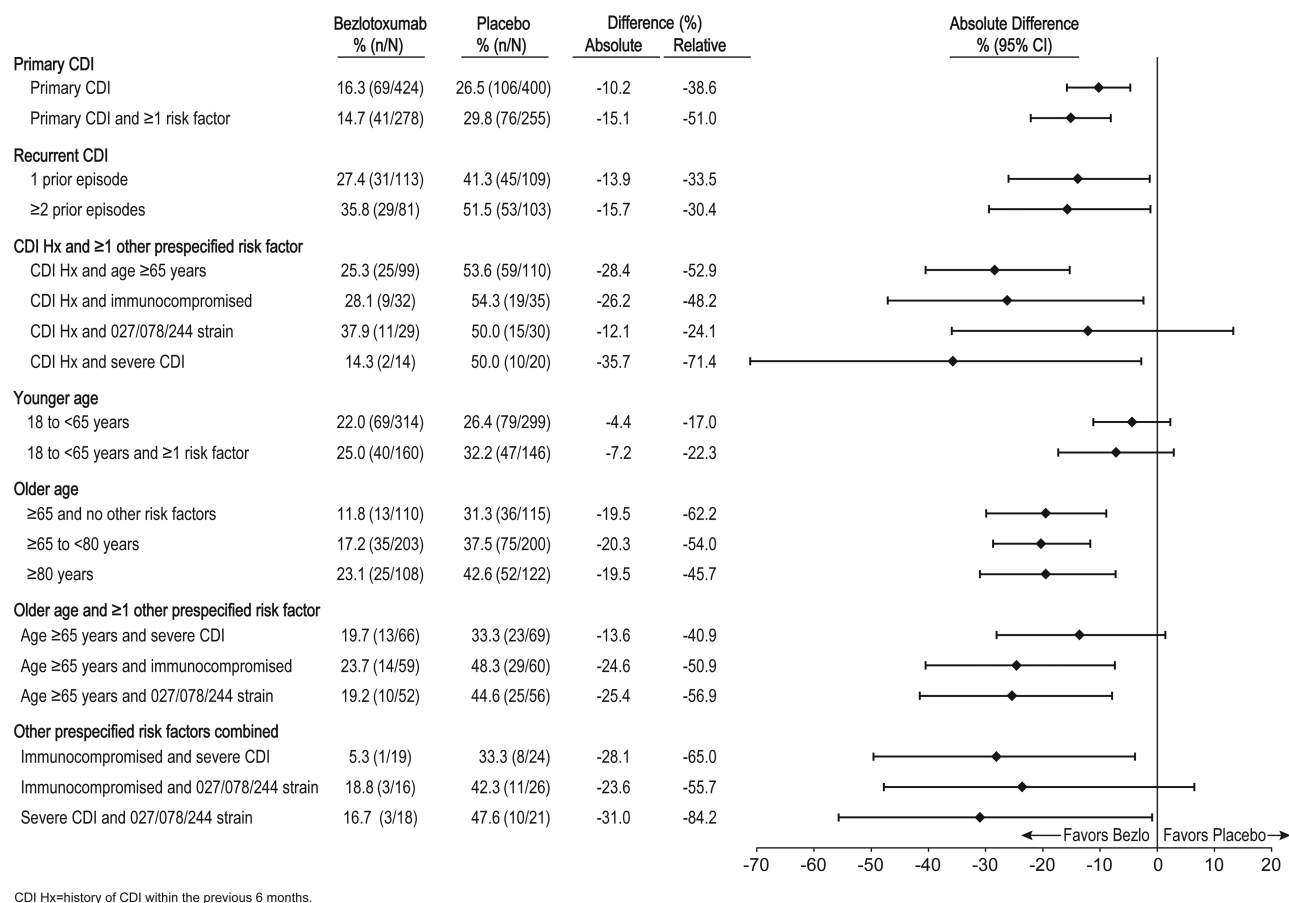 Bezlotoxumab Placebo Difference (%) Absolute Difference
% (n/N) % (n/N) Absolute Relative % (95% CI)
Primary CDI
Primary CDI 16.3 (69/424) 26.5 (106/400) -10.2 -38.6
Primary CDI and ≥1 risk factor 14.7 (41/278) 29.8 (76/255) -15.1 -51.0
Recurrent CDI
1 prior episode 27.4 (31/113) 41.3 (45/109) -13.9 -33.5
≥2 prior episodes 35.8 (29/81) 51.5 (53/103) -15.7 -30.4
CDI Hx and ≥1 other prespecified risk factor
CDI Hx and age ≥65 years 25.3 (25/99) 53.6 (59/110) -28.4 -52.9
CDI Hx and immunocompromised 28.1 (9/32) 54.3 (19/35) -26.2 -48.2
CDI Hx and 027/078/244 strain 37.9 (11/29) 50.0 (15/30) -12.1 -24.1
CDI Hx and severe CDI 14.3 (2/14) 50.0 (10/20) -35.7 -71.4
Younger age
18 to <65 years 22.0 (69/314) 26.4 (79/299) -4.4 -17.0
18 to <65 years and ≥1 risk factor 25.0 (40/160) 32.2 (47/146) -7.2 -22.3
Older age
≥65 and no other risk factors 11.8 (13/110) 31.3 (36/115) -19.5 -62.2
≥65 to <80 years 17.2 (35/203) 37.5 (75/200) -20.3 -54.0
≥80 years 23.1 (25/108) 42.6 (52/122) -19.5 -45.7
Older age and ≥1 other prespecified risk factor
Age ≥65 years and severe CDI 19.7 (13/66) 33.3 (23/69) -13.6 -40.9
Age ≥65 years and immunocompromised 23.7 (14/59) 48.3 (29/60) -24.6 -50.9
Age ≥65 years and 027/078/244 strain 19.2 (10/52) 44.6 (25/56) -25.4 -56.9
Other prespecified risk factors combined
Immunocompromised and severe CDI 5.3 (1/19) 33.3 (8/24) -28.1 -65.0
Immunocompromised and 027/078/244 strain 18.8 (3/16) 42.3 (11/26) -23.6 -55.7
Severe CDI and 027/078/244 strain 16.7 (3/18) 47.6 (10/21) -31.0 -84.2
Favors Bezlo Favors Placebo
-70 -60 -50 -40 -30 -20 -10 0 10 20
CDI Hx=history of CDI within the previous 6 months.